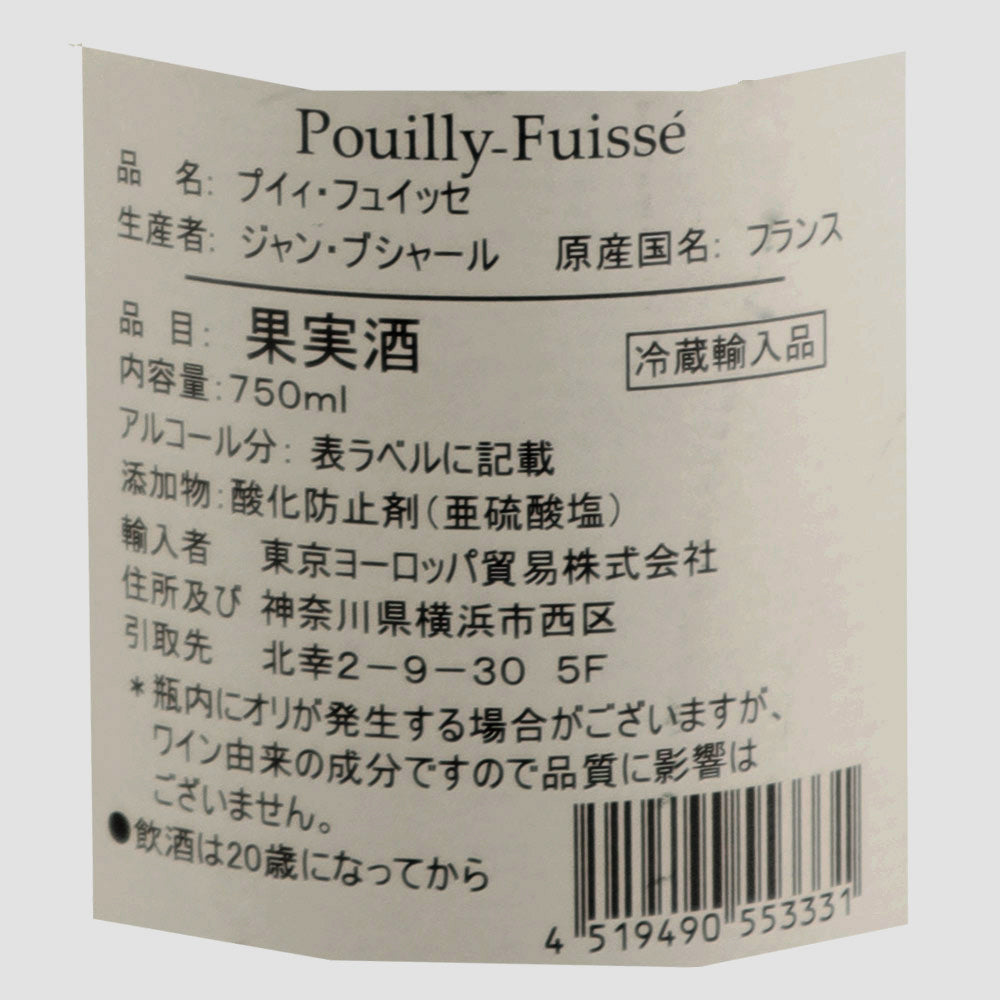 Pouilly-Fuissé
品 名: プイィ・フュイッセ
生産者: ジャン・ブシャール 原産国名: フランス
品 目: 果実酒
冷蔵輸入品
内容量:750ml
アルコール分: 表ラベルに記載
添加物:酸化防止剤(亜硫酸塩)
輸入者 東京ヨーロッパ貿易株式会社
住所及び 神奈川県横浜市西区
引取先 北幸2-9-30 5F
*瓶内にオリが発生する場合がございますが、
ワイン由来の成分ですので品質に影響は
ございません。
●飲酒は20歳になってから
4 519490 553331